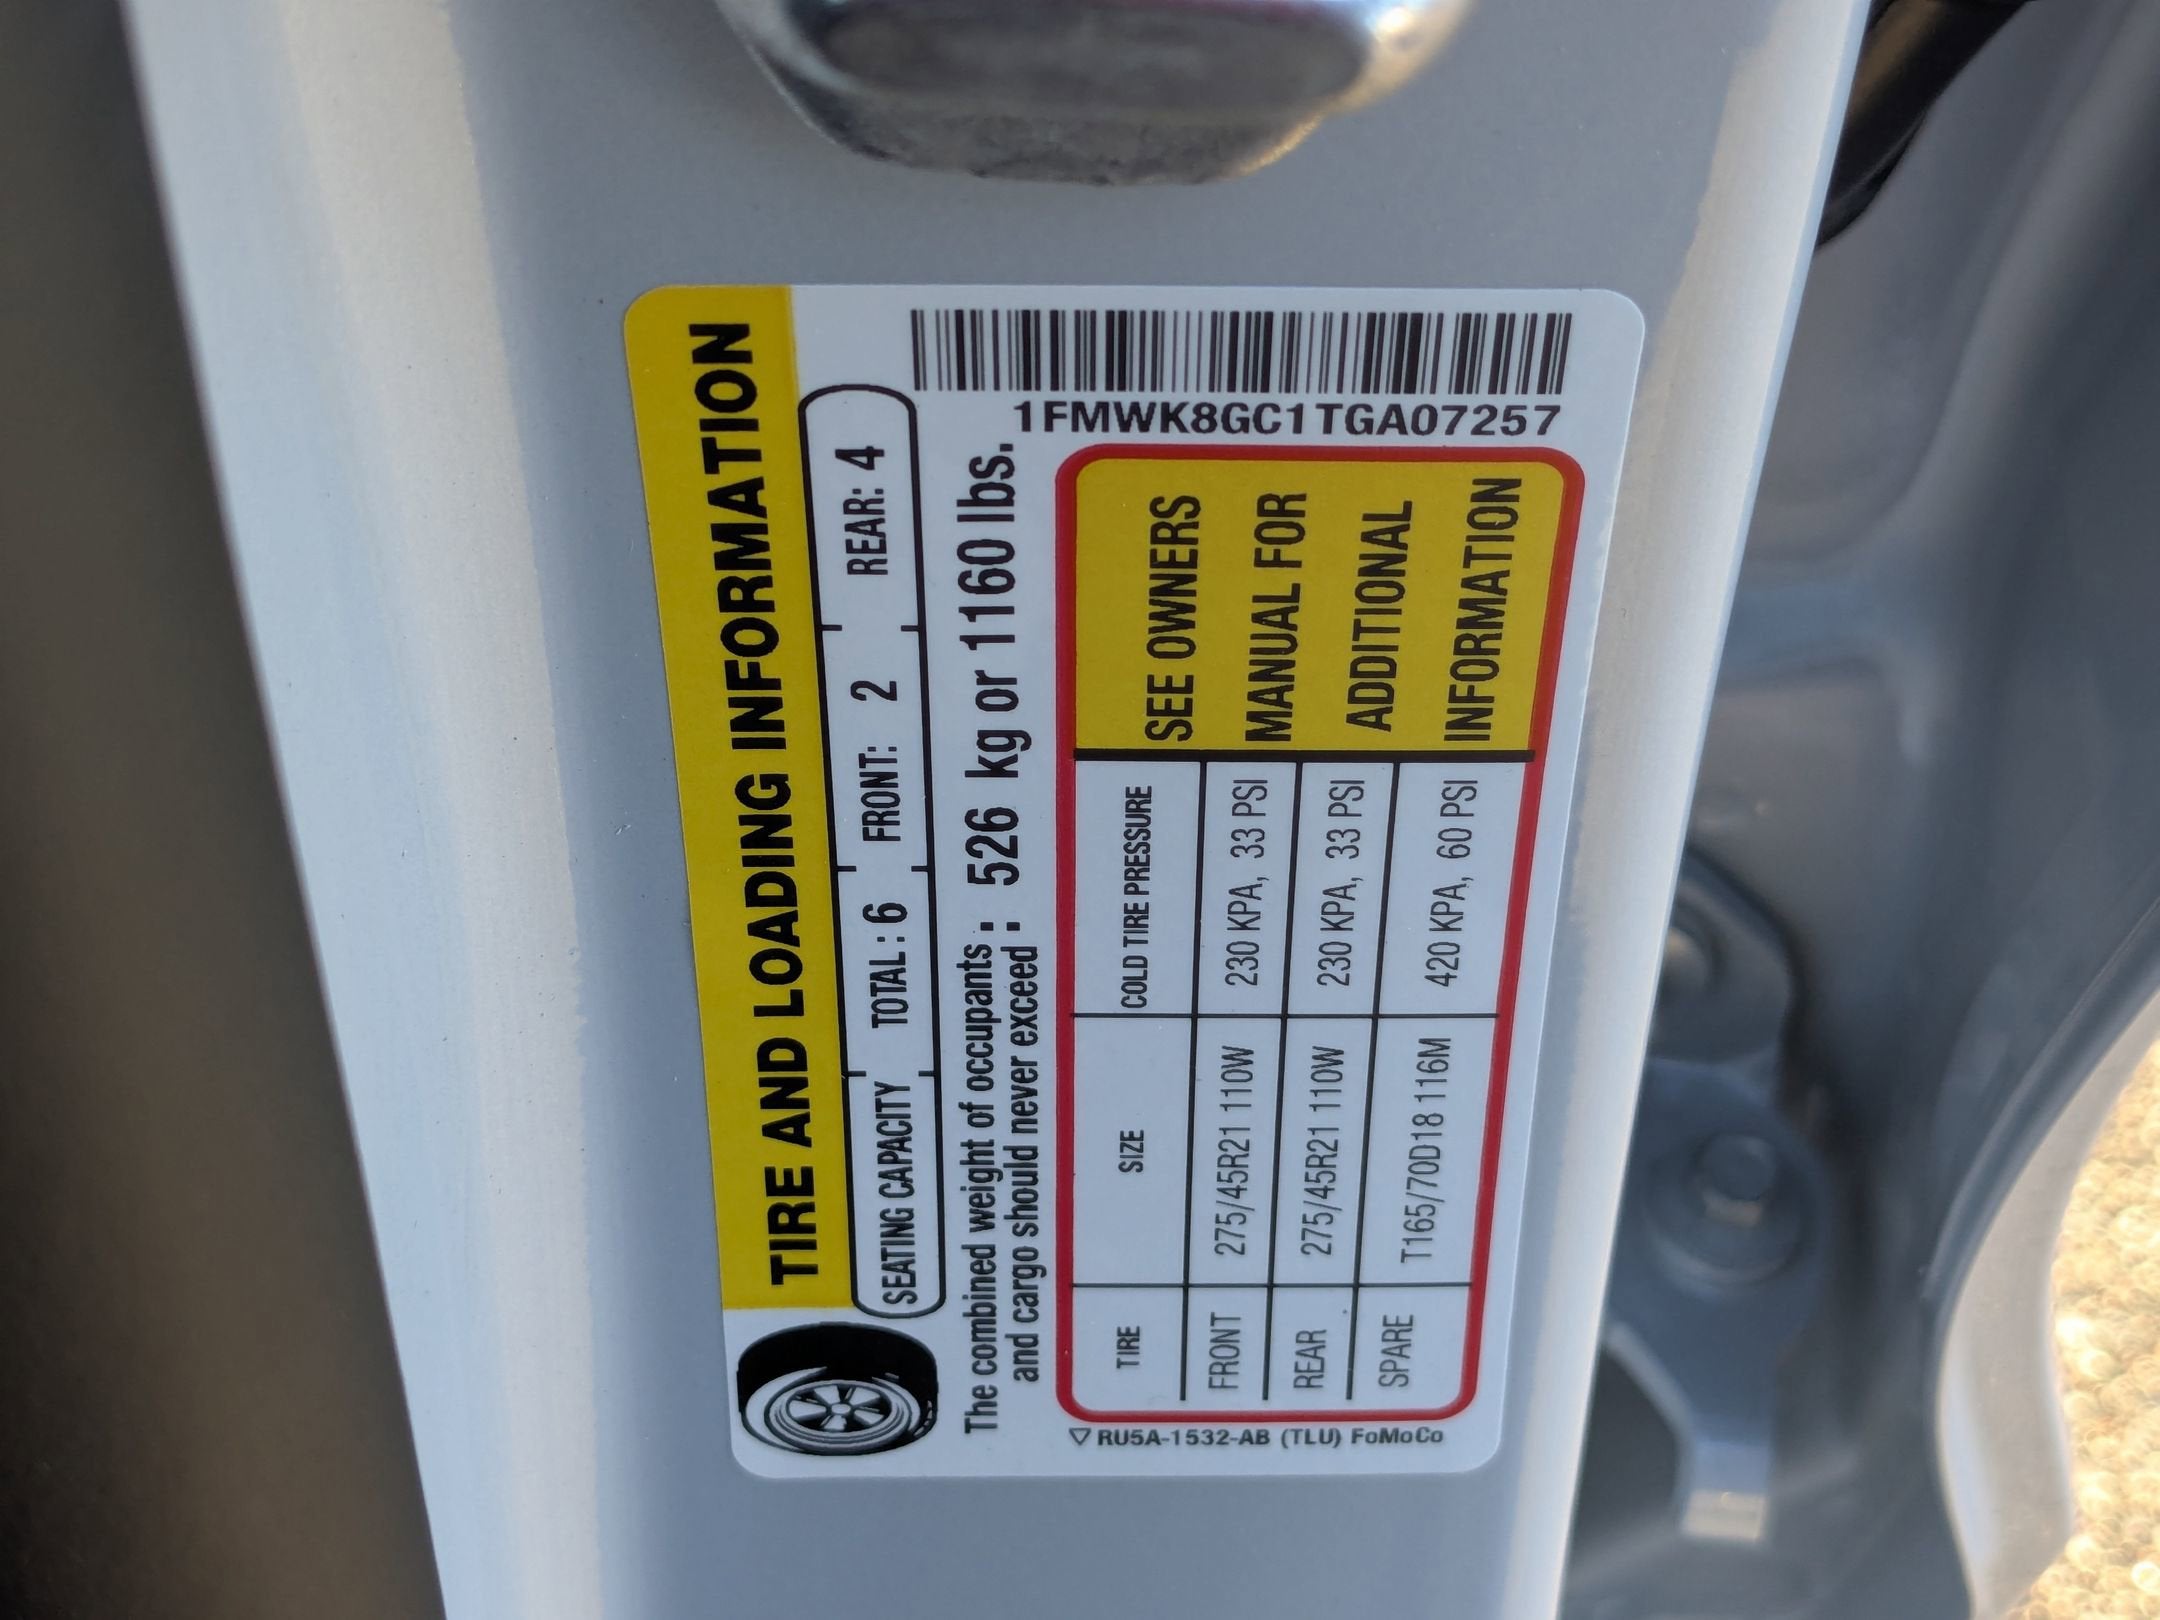 TIRE AND LOADING INFORMATION
SEATING CAPACITY TOTAL: 6 FRONT: 2 REAR: 4
The combined weight of occupants : 526 kg or 1160 lbs.
and cargo should never exceed :
1FMWK8GC1TGA07257
TIRE SIZE COLD TIRE PRESSURE
FRONT 275/45R21 110W 230 KPA, 33 PSI
REAR 275/45R21 110W 230 KPA, 33 PSI
SPARE T165/70D18 116M 420 KPA, 60 PSI
SEE OWNERS
MANUAL FOR
ADDITIONAL
INFORMATION
RU5A-1532-AB (TLU) FoMoCo